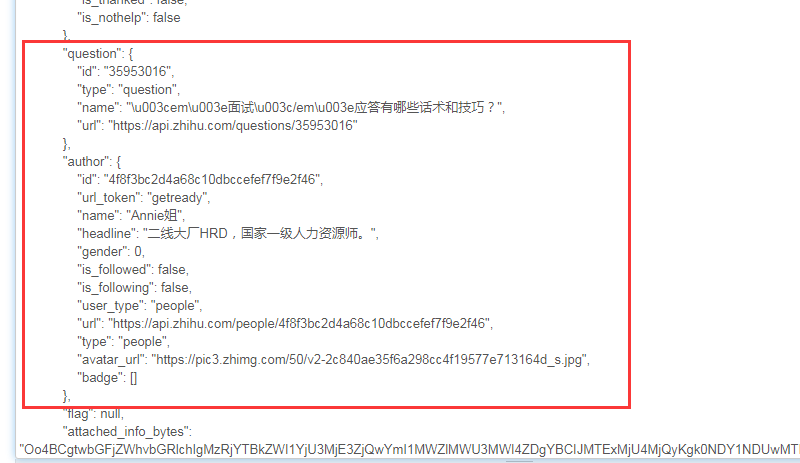 "is_thanked": false,
"is_nothelp": false
},
"question": {
"id": "35953016",
"type": "question",
"name": "\u003cem\u003e面试\u003c/em\u003e应答有哪些话术和技巧？",
"url": "https://api.zhihu.com/questions/35953016"
},
"author": {
"id": "4f8f3bc2d4a68c10dbccefef7f9e2f46",
"url_token": "getready",
"name": "Annie姐",
"headline": "二线大厂HRD，国家一级人力资源师。",
"gender": 0,
"is_followed": false,
"is_following": false,
"user_type": "people",
"url": "https://api.zhihu.com/people/4f8f3bc2d4a68c10dbccefef7f9e2f46",
"type": "people",
"avatar_url": "https://pic3.zhimg.com/50/v2-2c840ae35f6a298cc4f19577e713164d_s.jpg",
"badge": []
},
"flag": null,
"attached_info_bytes":